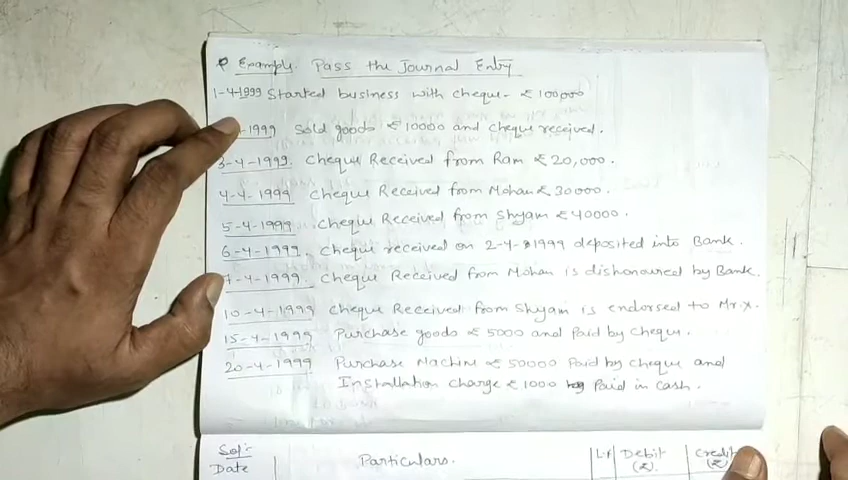 Example. Pass the Journal Entry
1-4-1999 Started business with cheque- ₹ 100000
-1999 Sold goods ₹ 10000 and cheque received.
3-4-1999. Cheque Received from Ram ₹ 20,000.
4-4-1999 Cheque Received from Mohan ₹ 30000.
5-4-1999 Cheque Received from Shyam ₹ 40000.
6-4-1999. Cheque received on 2-4-1999 deposited into Bank.
7-4-1999. Cheque Received from Mohan is dishonoured by Bank.
10-4-1999 Cheque Received from Shyam is endorsed to Mr.X.
15-4-1999 Purchase goods ₹ 5000 and Paid by cheque.
20-4-1999 Purchase Machine ₹ 50000 Paid by cheque and
Installation charge ₹ 1000 Paid in cash.
Sol:-
Date Particulars. L.f Debit (₹). Credit (₹)